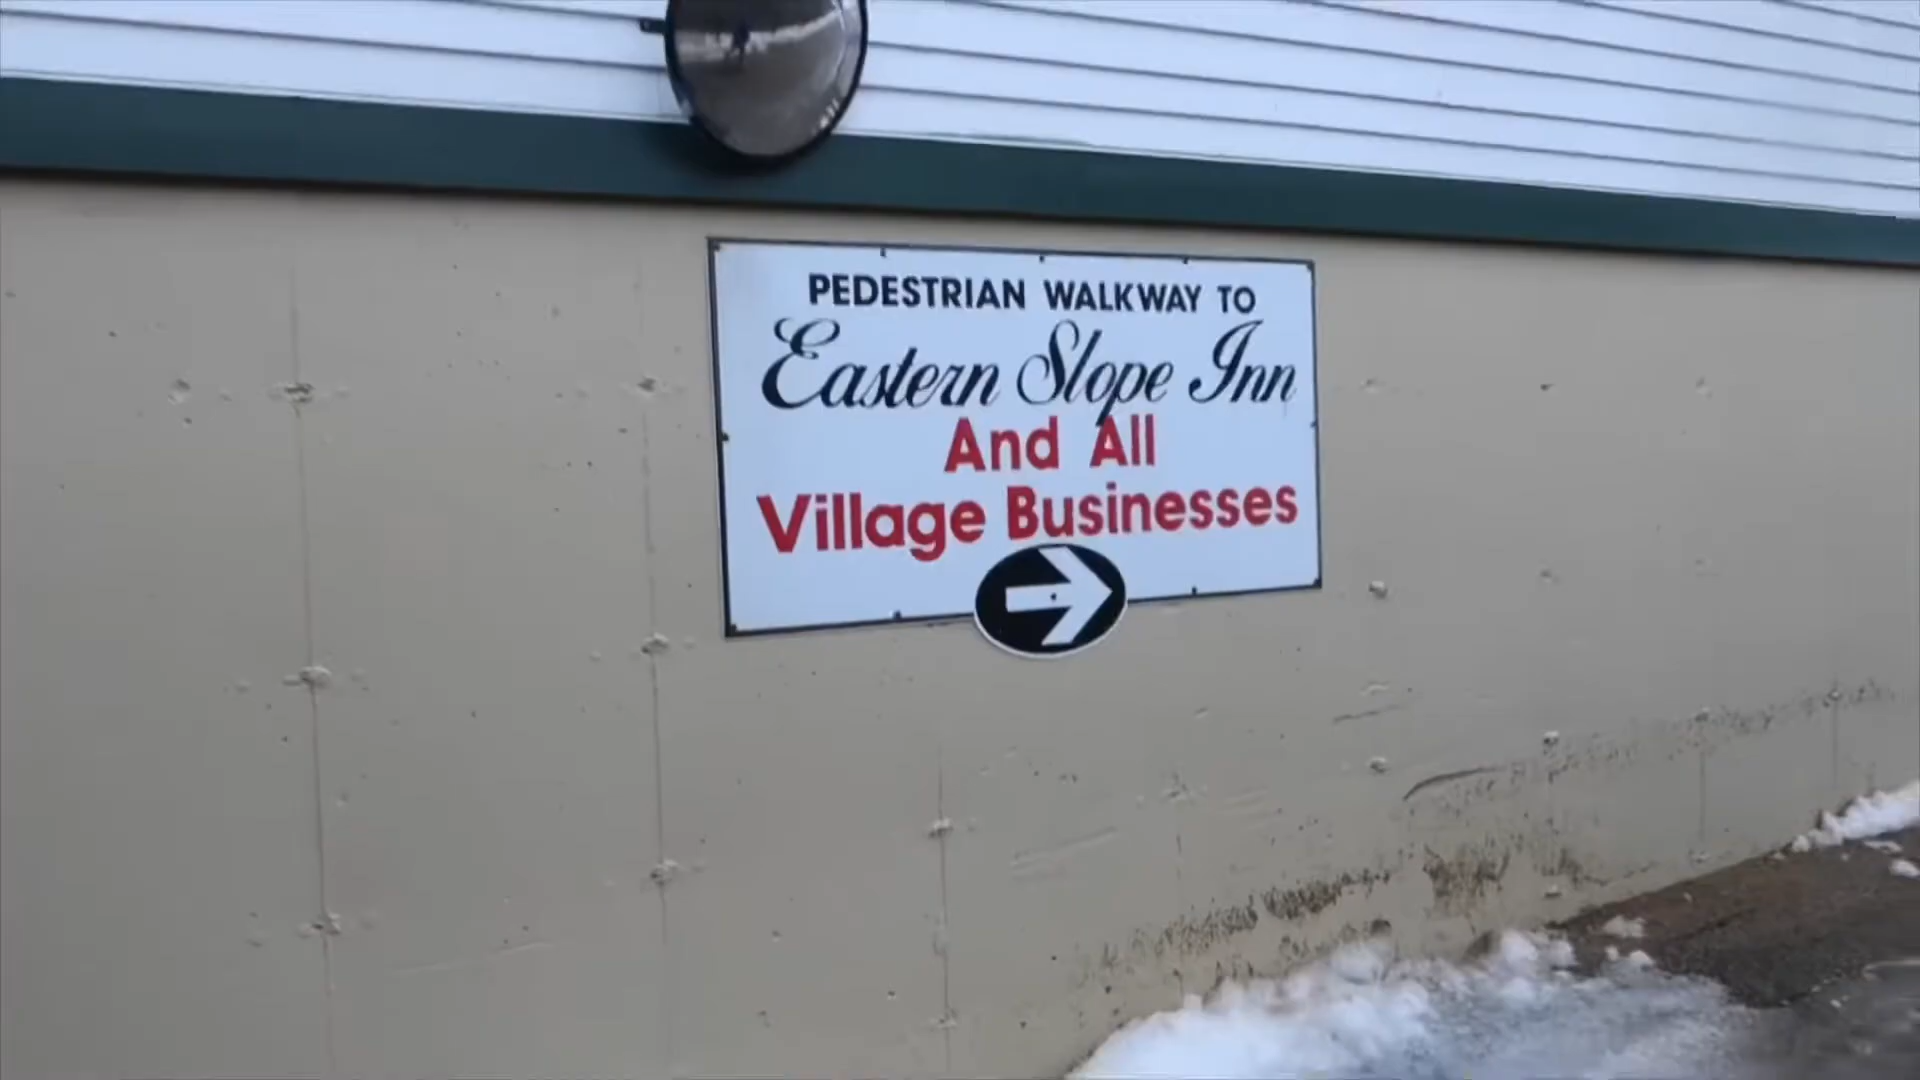 PEDESTRIAN WALKWAY TO
Eastern Slope Inn
And All
Village Businesses